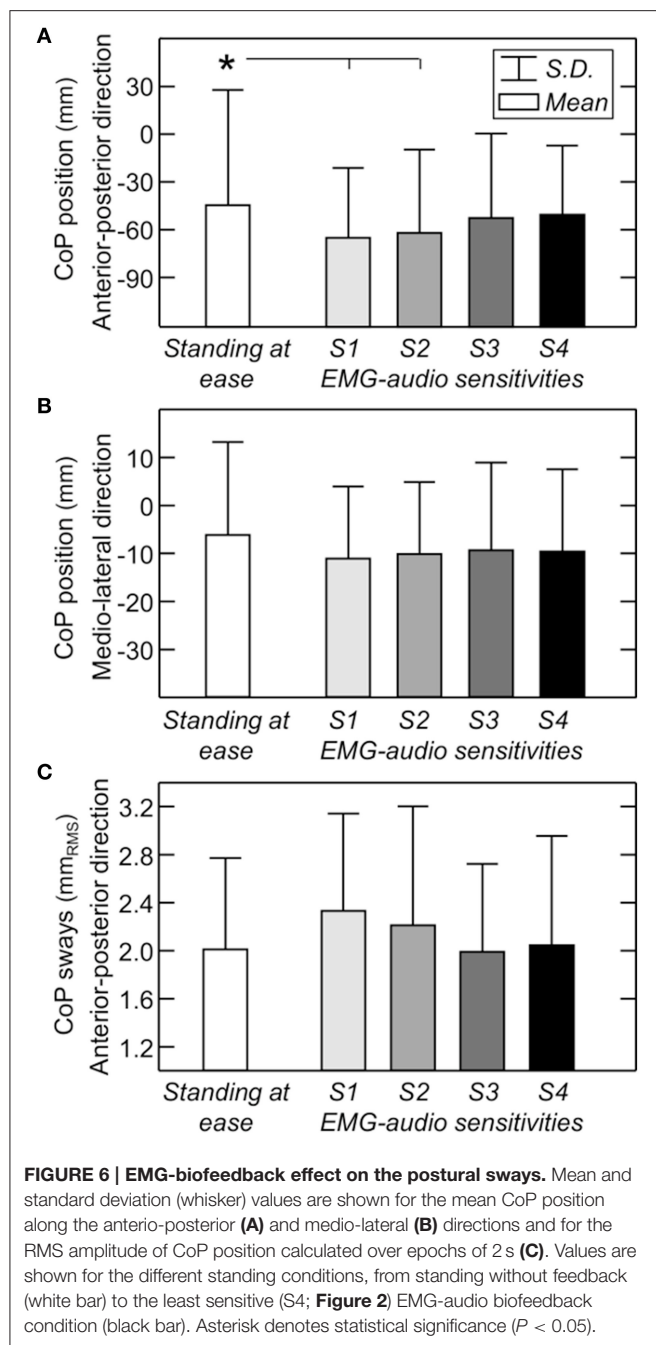 A
*
S.D.
Mean
CoP position (mm)
Anterior-posterior direction
30
0
-30
-60
-90
Standing at ease
S1 S2 S3 S4
EMG-audio sensitivities
B
CoP position (mm)
Medio-lateral direction
10
0
-10
-20
-30
Standing at ease
S1 S2 S3 S4
EMG-audio sensitivities
C
CoP sways (mmRMS)
Anterior-posterior direction
3.2
2.8
2.4
2.0
1.6
1.2
Standing at ease
S1 S2 S3 S4
EMG-audio sensitivities
FIGURE 6 | EMG-biofeedback effect on the postural sways. Mean and
standard deviation (whisker) values are shown for the mean CoP position
along the anterio-posterior (A) and medio-lateral (B) directions and for the
RMS amplitude of CoP position calculated over epochs of 2 s (C). Values are
shown for the different standing conditions, from standing without feedback
(white bar) to the least sensitive (S4; Figure 2) EMG-audio biofeedback
condition (black bar). Asterisk denotes statistical significance (P < 0.05).